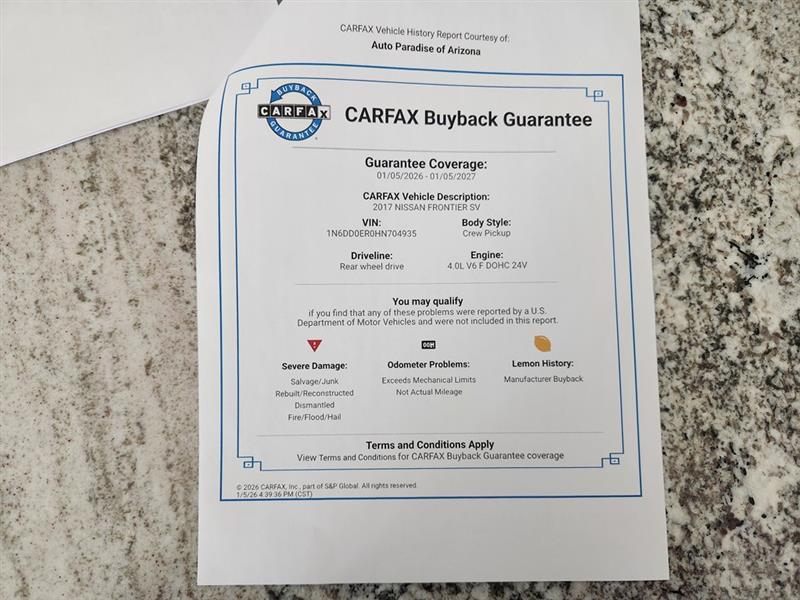 CARFAX Vehicle History Report Courtesy of:
Auto Paradise of Arizona
BUYBACK
CARFAX
GUARANTEE
CARFAX Buyback Guarantee
Guarantee Coverage:
01/05/2026 - 01/05/2027
CARFAX Vehicle Description:
2017 NISSAN FRONTIER SV
VIN: Body Style:
1N6DD0ER0HN704935 Crew Pickup
Driveline: Engine:
Rear wheel drive 4.0L V6 F DOHC 24V
You may qualify
if you find that any of these problems were reported by a U.S.
Department of Motor Vehicles and were not included in this report.
Severe Damage: Odometer Problems: Lemon History:
Salvage/Junk Exceeds Mechanical Limits Manufacturer Buyback
Rebuilt/Reconstructed Not Actual Mileage
Dismantled
Fire/Flood/Hail
Terms and Conditions Apply
View Terms and Conditions for CARFAX Buyback Guarantee coverage
© 2026 CARFAX, Inc., part of S&P Global. All rights reserved.
1/5/26 4:39:36 PM (CST)